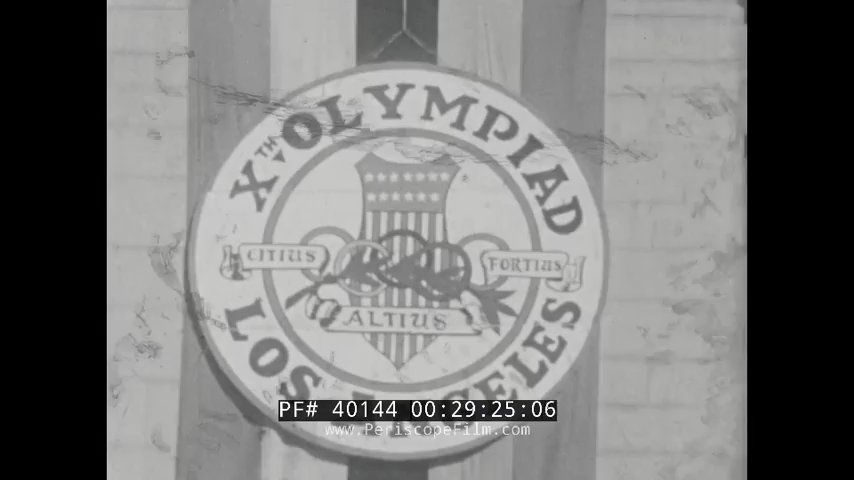 XTH OLYMPIAD
CITIUS
FORTIUS
ALTIUS
LOS ANGELES
PF# 40144 00:29:25:06
www.PeriscopeFilm.com